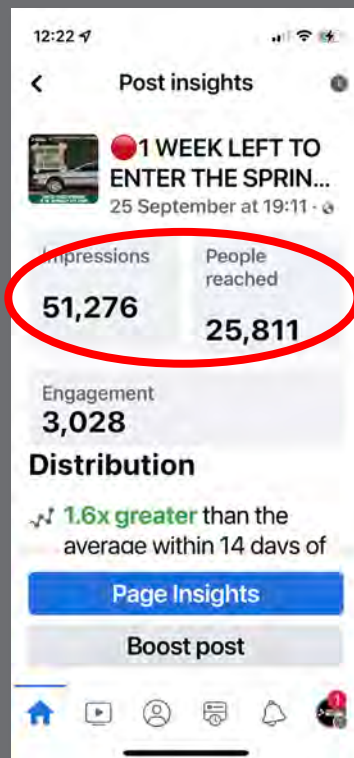 12:22
Post insights
🔴1 WEEK LEFT TO
ENTER THE SPRIN...
25 September at 19:11 ·
Impressions
51,276
People
reached
25,811
Engagement
3,028
Distribution
1.6x greater than the
average within 14 days of
Page Insights
Boost post
1